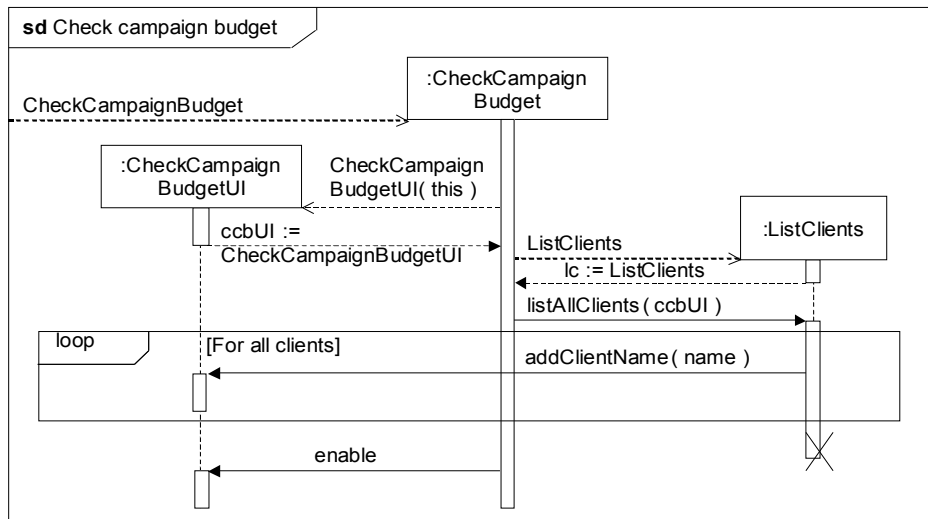 sd Check campaign budget
:CheckCampaign
Budget
CheckCampaignBudget
:CheckCampaign
BudgetUI
CheckCampaign
BudgetUI( this )
:ListClients
ccbUI :=
CheckCampaignBudgetUI
ListClients
lc := ListClients
listAllClients( ccbUI )
loop
[For all clients]
addClientName( name )
enable